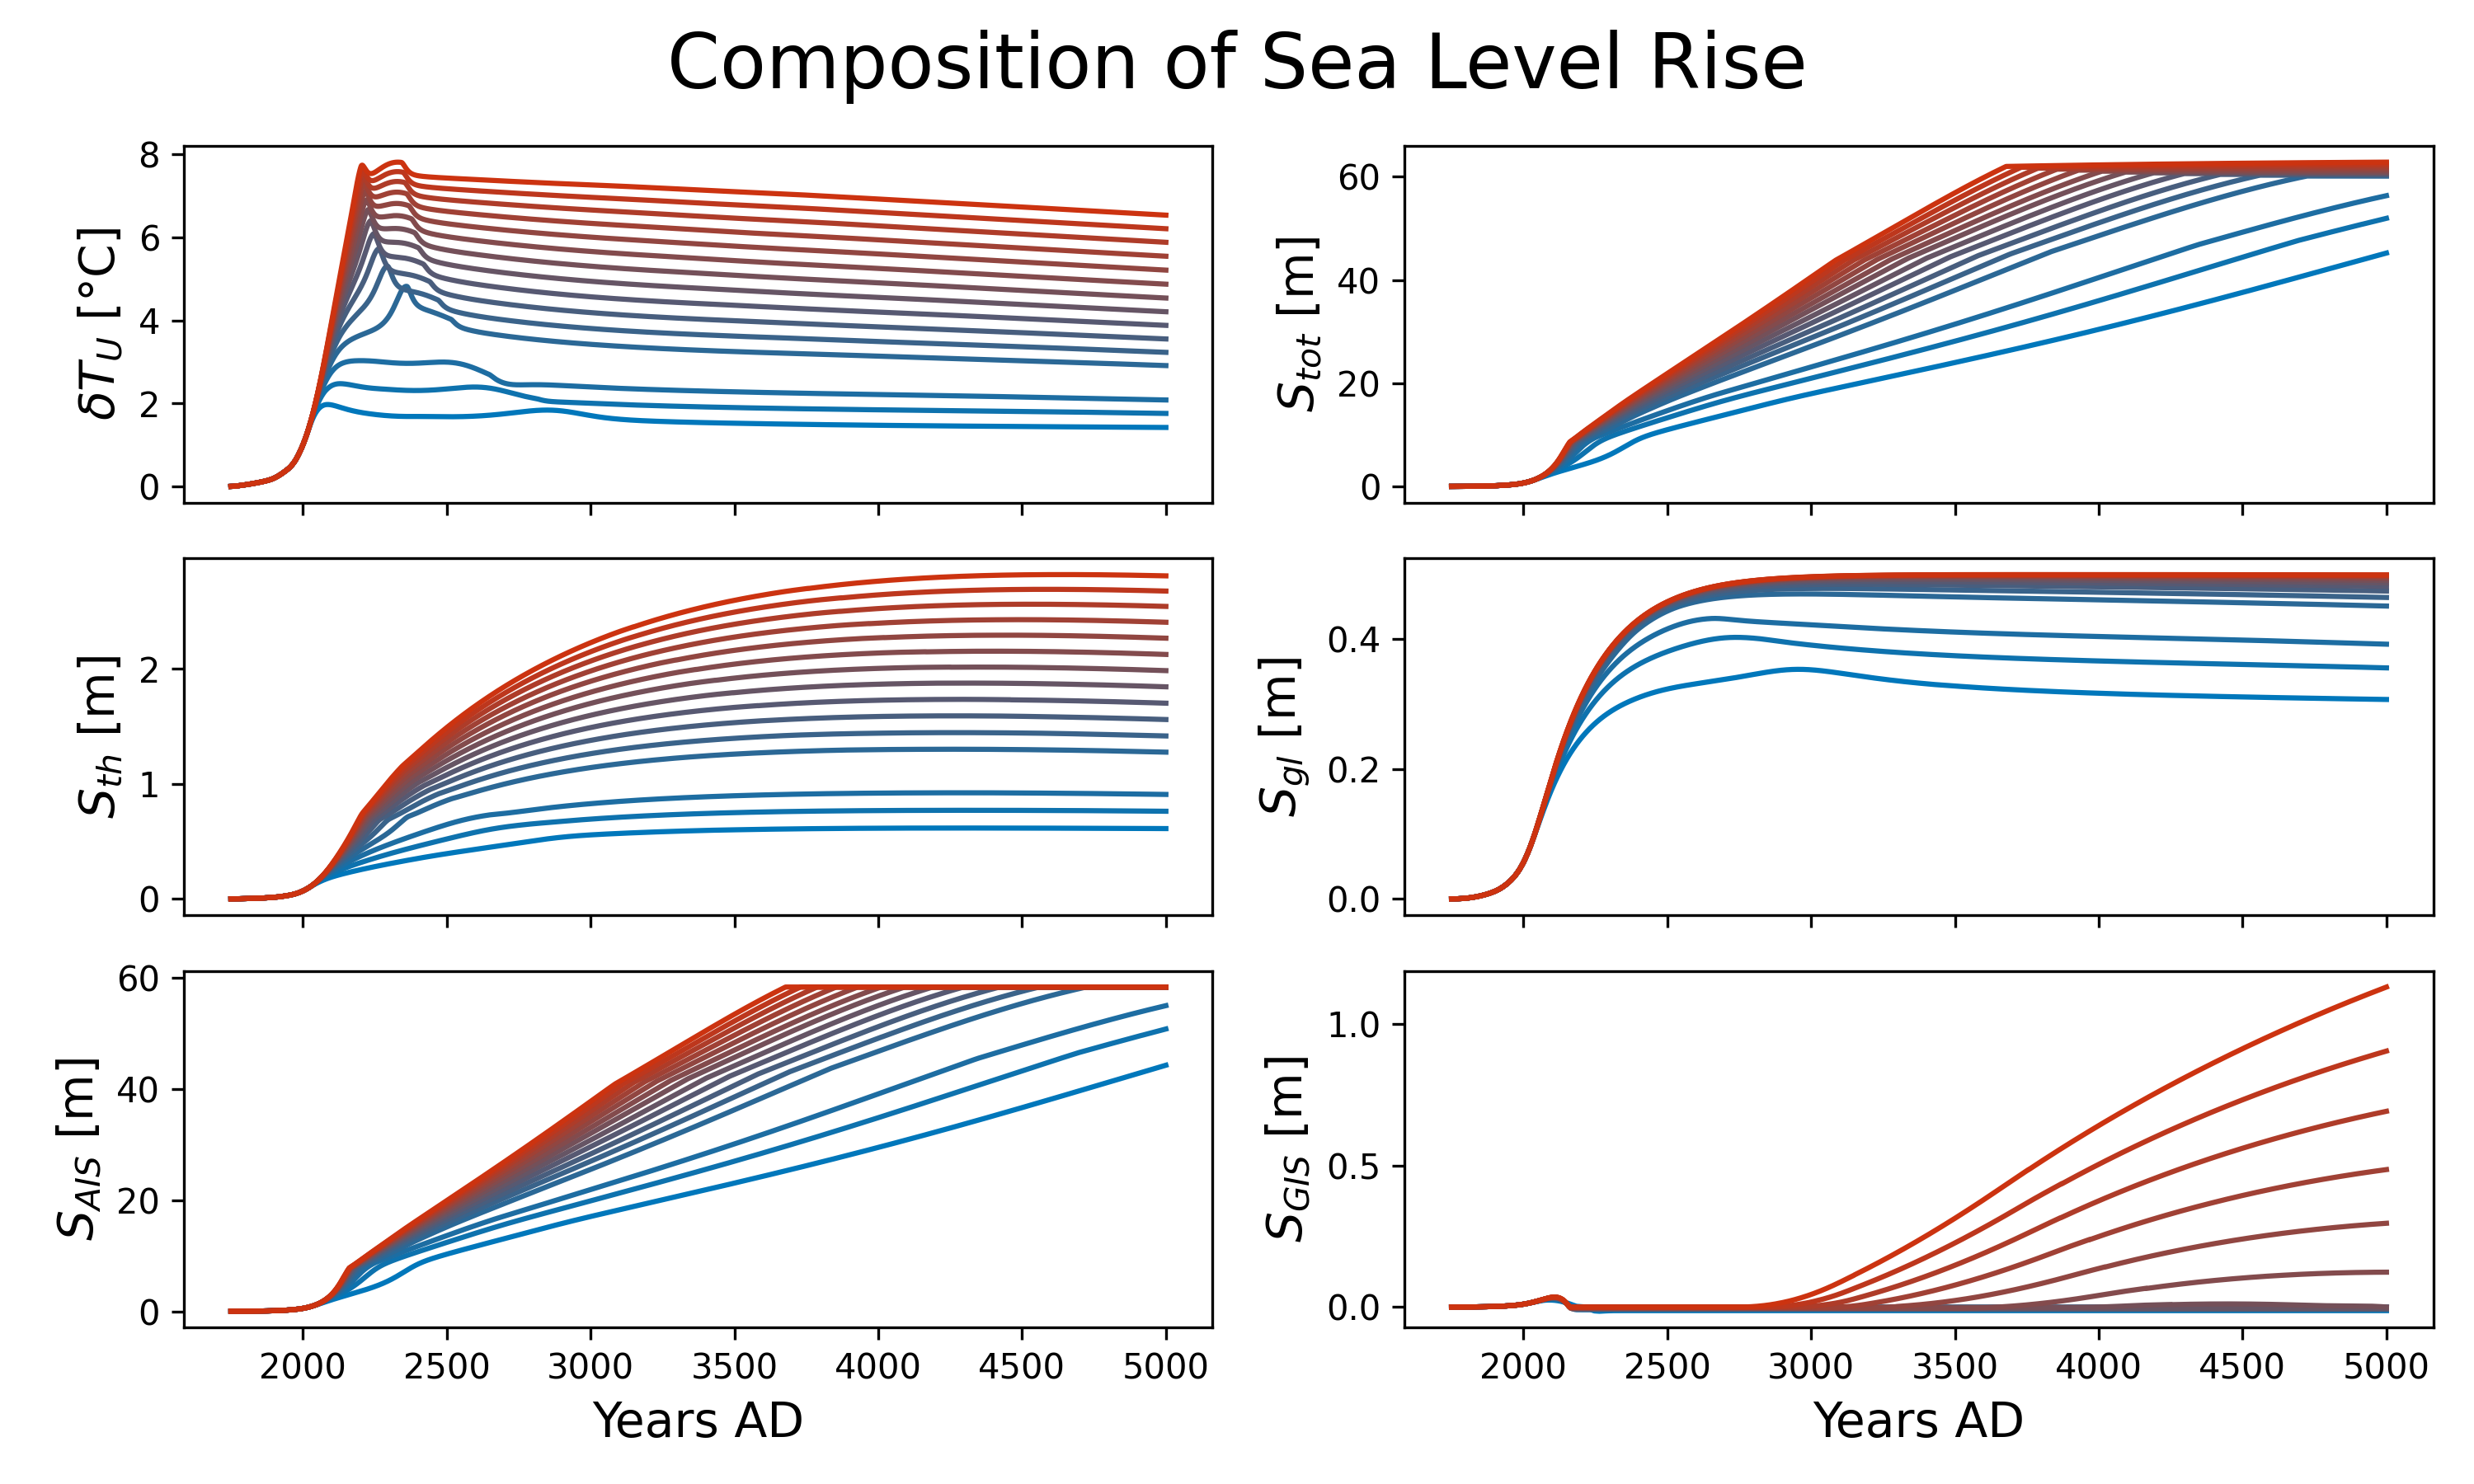 Composition of Sea Level Rise
δT_U [°C]
8
6
4
2
0
S_tot [m]
60
40
20
0
S_th [m]
2
1
0
S_gl [m]
0.4
0.2
0.0
S_AIS [m]
60
40
20
0
2000 2500 3000 3500 4000 4500 5000
Years AD
S_GIS [m]
1.0
0.5
0.0
2000 2500 3000 3500 4000 4500 5000
Years AD